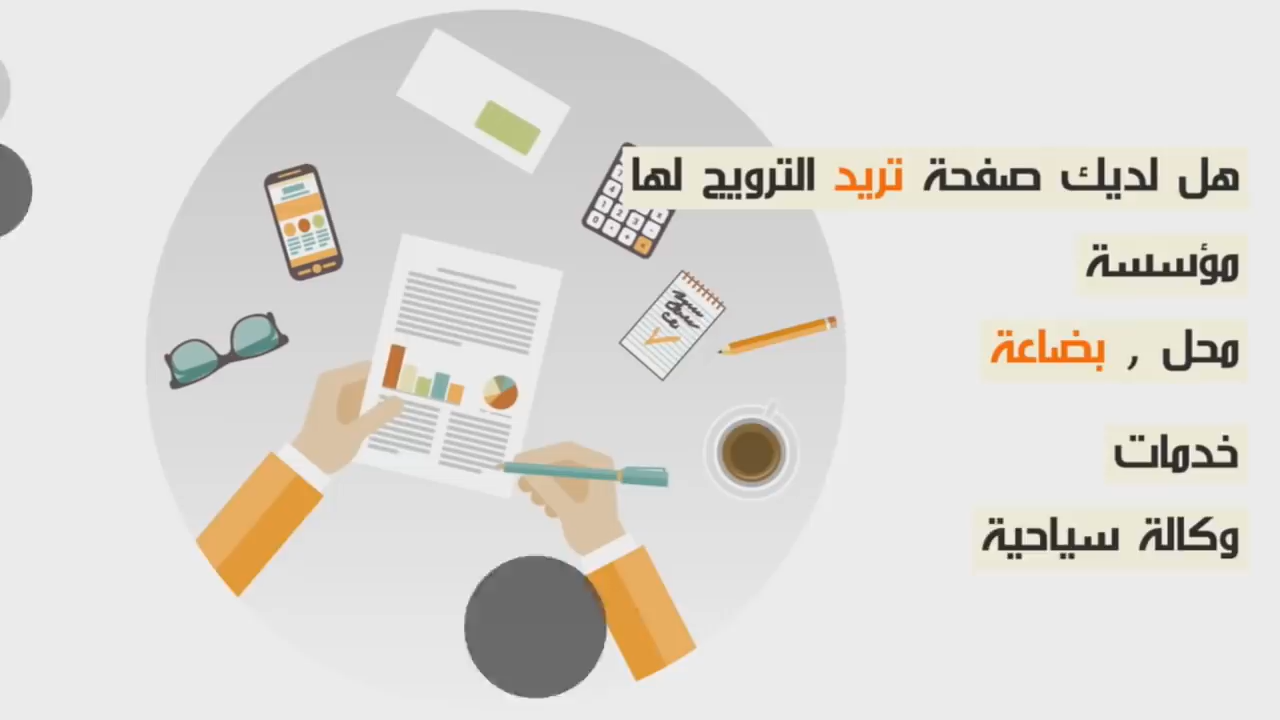 هل لديك صفحة تريد الترويج لها
مؤسسة
محل , بضاعة
خدمات
وكالة سياحية